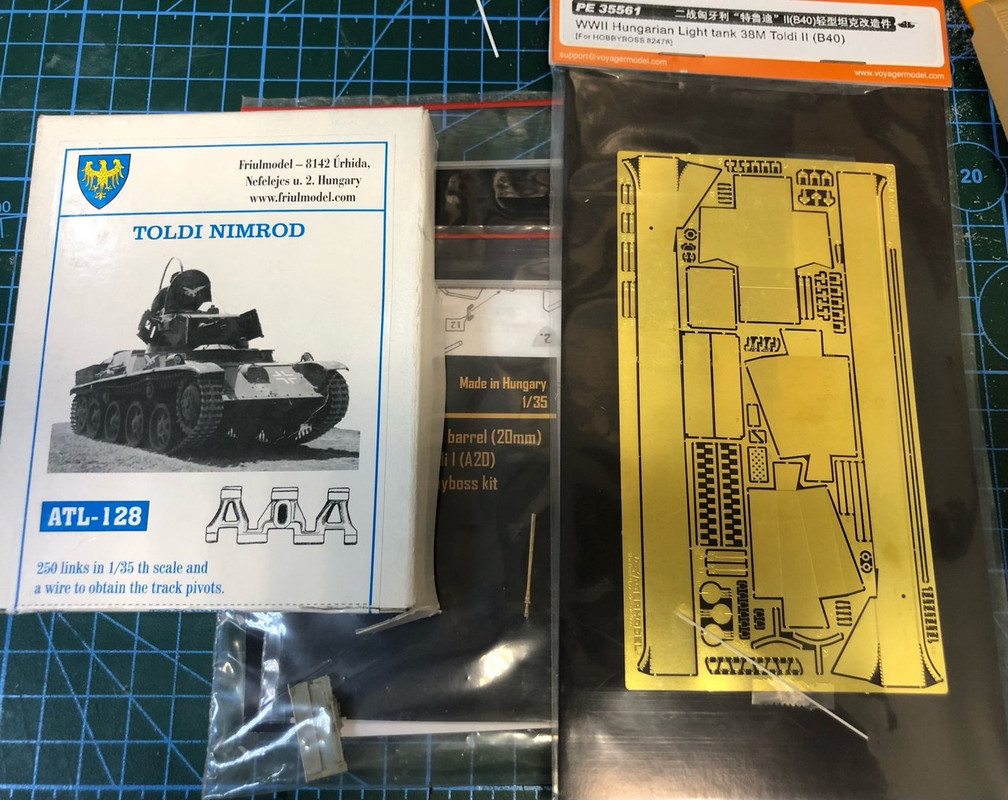 Friulmodel – 8142 Úrhida,
Nefelejcs u. 2. Hungary
www.friulmodel.com
TOLDI NIMROD
ATL-128
250 links in 1/35 th scale and
a wire to obtain the track pivots.
Made in Hungary
1/35
barrel (20mm)
di I (A20)
byboss kit
PE 35561
二战匈牙利“特鲁迪”II(B40)轻型坦克改造件
WWII Hungarian Light tank 38M Toldi II (B40)
[For HOBBYBOSS 82478]
support@voyagermodel.com
www.voyagermodel.com
20